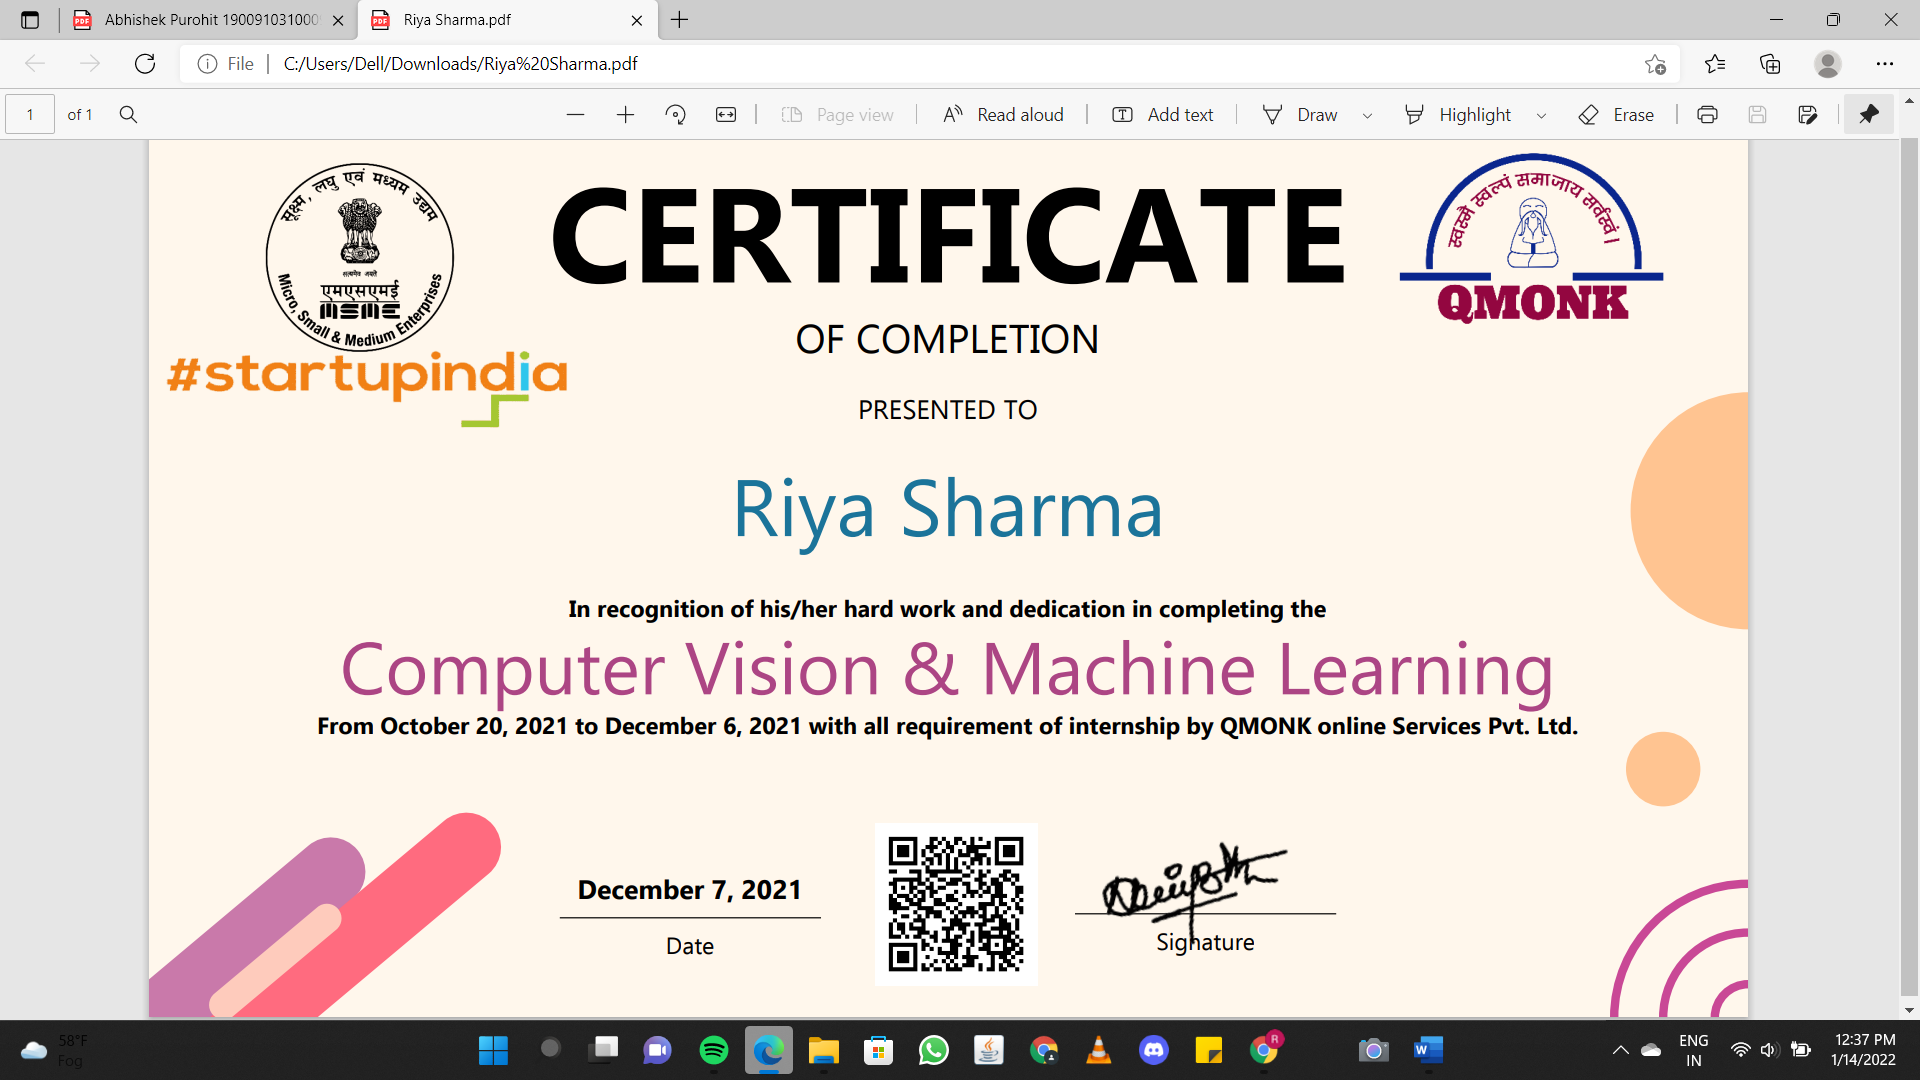 Abhishek Purohit 190091031000
Riya Sharma.pdf
File
C:/Users/Dell/Downloads/Riya%20Sharma.pdf
1 of 1
Page view
Read aloud
Add text
Draw
Highlight
Erase
सूक्ष्म, लघु एवं मध्यम उद्यम
सत्यमेव जयते
एमएसएमई
MSME
Micro, Small & Medium Enterprises
#startupindia
CERTIFICATE
स्वस्मै स्वल्पं समाजाय सर्वस्वं।
QMONK
OF COMPLETION
PRESENTED TO
Riya Sharma
In recognition of his/her hard work and dedication in completing the
Computer Vision & Machine Learning
From October 20, 2021 to December 6, 2021 with all requirement of internship by QMONK online Services Pvt. Ltd.
December 7, 2021
Date
Signature
58°F
Fog
R
ENG
IN
12:37 PM
1/14/2022